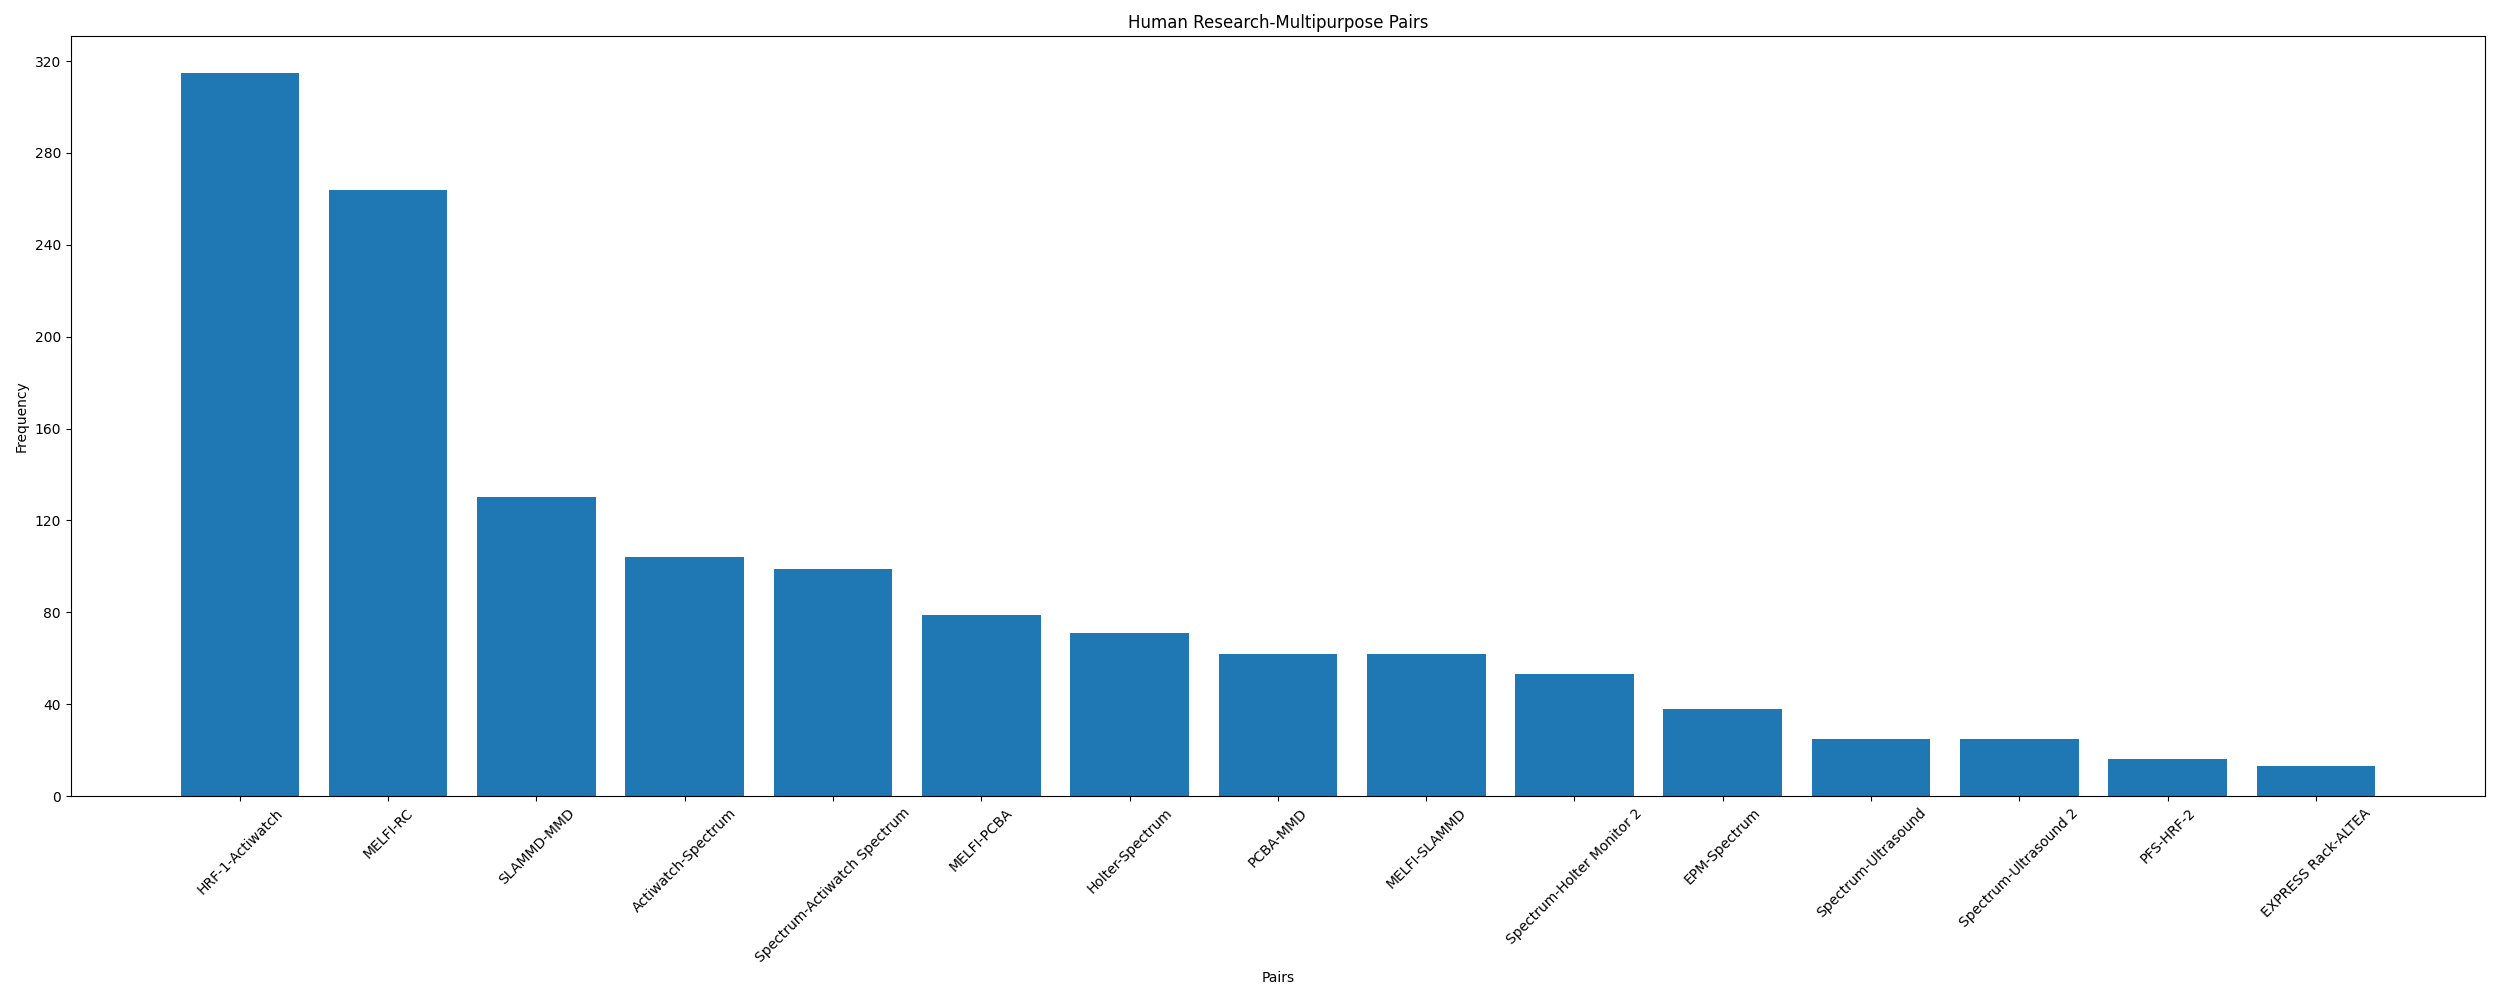 Human Research-Multipurpose Pairs
320
280
240
200
160
120
80
40
0
Frequency
HRF-1-Actiwatch
MELFI-RC
SLAMMD-MMD
Actiwatch-Spectrum
Spectrum-Actiwatch Spectrum
MELFI-PCBA
Holter-Spectrum
PCBA-MMD
MELFI-SLAMMD
Spectrum-Holter Monitor 2
EPM-Spectrum
Spectrum-Ultrasound
Spectrum-Ultrasound 2
PFS-HRF-2
EXPRESS Rack-ALTEA
Pairs